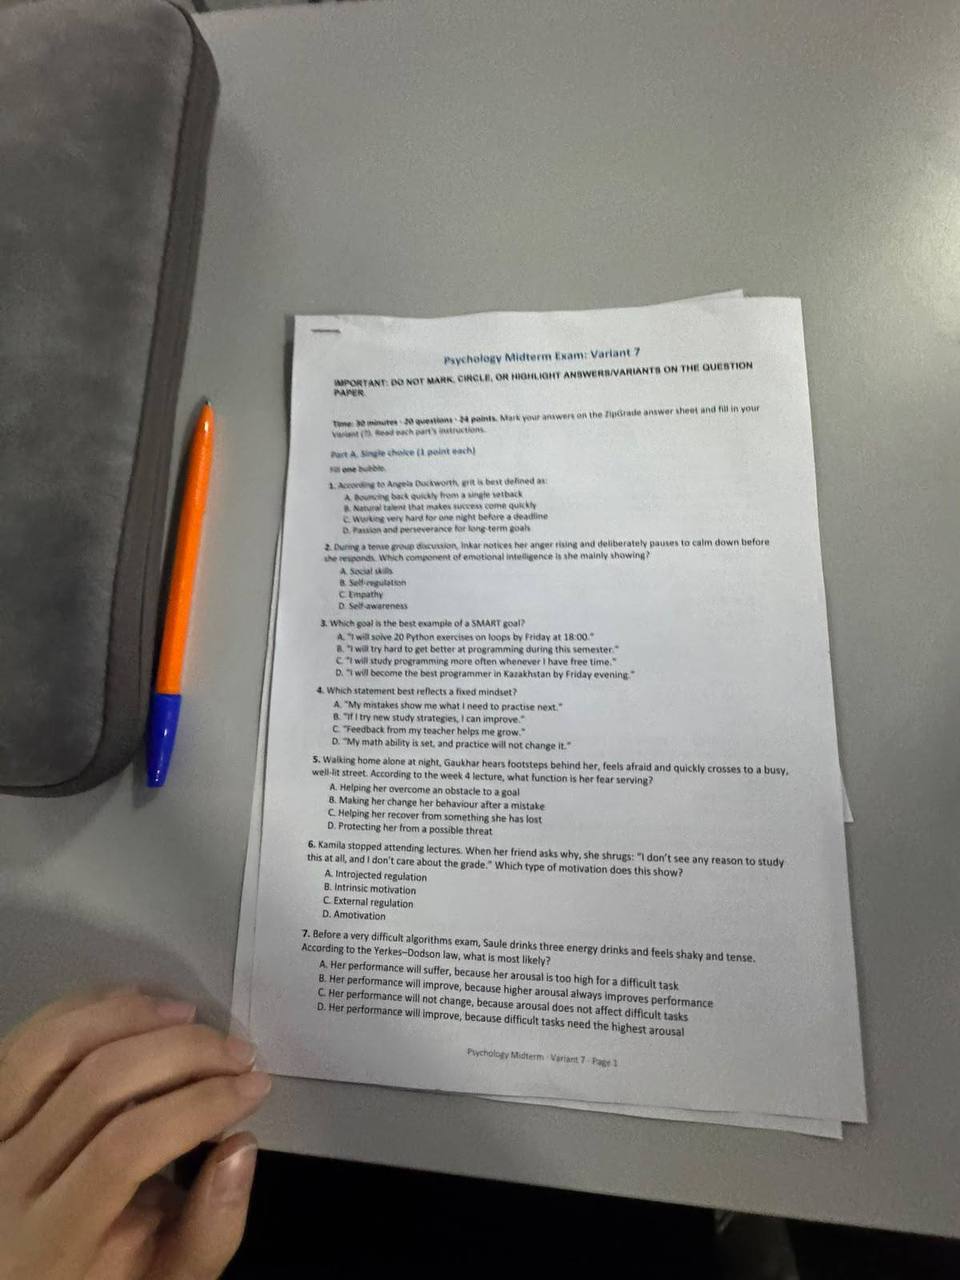 Psychology Midterm Exam: Variant 7
IMPORTANT: DO NOT MARK, CIRCLE, OR HIGHLIGHT ANSWERS/VARIANTS ON THE QUESTION
PAPER.
Time: 30 minutes · 20 questions · 24 points. Mark your answers on the ZipGrade answer sheet and fill in your
Variant (7). Read each part's instructions.
Part A. Single choice (1 point each)
Fill one bubble.
1. According to Angela Duckworth, grit is best defined as:
A. Bouncing back quickly from a single setback
B. Natural talent that makes success come quickly
C. Working very hard for one night before a deadline
D. Passion and perseverance for long-term goals
2. During a tense group discussion, Inkar notices her anger rising and deliberately pauses to calm down before
she responds. Which component of emotional intelligence is she mainly showing?
A. Social skills
B. Self-regulation
C. Empathy
D. Self-awareness
3. Which goal is the best example of a SMART goal?
A. "I will solve 20 Python exercises on loops by Friday at 18:00."
B. "I will try hard to get better at programming during this semester."
C. "I will study programming more often whenever I have free time."
D. "I will become the best programmer in Kazakhstan by Friday evening."
4. Which statement best reflects a fixed mindset?
A. "My mistakes show me what I need to practise next."
B. "If I try new study strategies, I can improve."
C. "Feedback from my teacher helps me grow."
D. "My math ability is set, and practice will not change it."
5. Walking home alone at night, Gaukhar hears footsteps behind her, feels afraid and quickly crosses to a busy,
well-lit street. According to the week 4 lecture, what function is her fear serving?
A. Helping her overcome an obstacle to a goal
B. Making her change her behaviour after a mistake
C. Helping her recover from something she has lost
D. Protecting her from a possible threat
6. Kamila stopped attending lectures. When her friend asks why, she shrugs: "I don't see any reason to study
this at all, and I don't care about the grade." Which type of motivation does this show?
A. Introjected regulation
B. Intrinsic motivation
C. External regulation
D. Amotivation
7. Before a very difficult algorithms exam, Saule drinks three energy drinks and feels shaky and tense.
According to the Yerkes–Dodson law, what is most likely?
A. Her performance will suffer, because her arousal is too high for a difficult task
B. Her performance will improve, because higher arousal always improves performance
C. Her performance will not change, because arousal does not affect difficult tasks
D. Her performance will improve, because difficult tasks need the highest arousal
Psychology Midterm · Variant 7 · Page 1